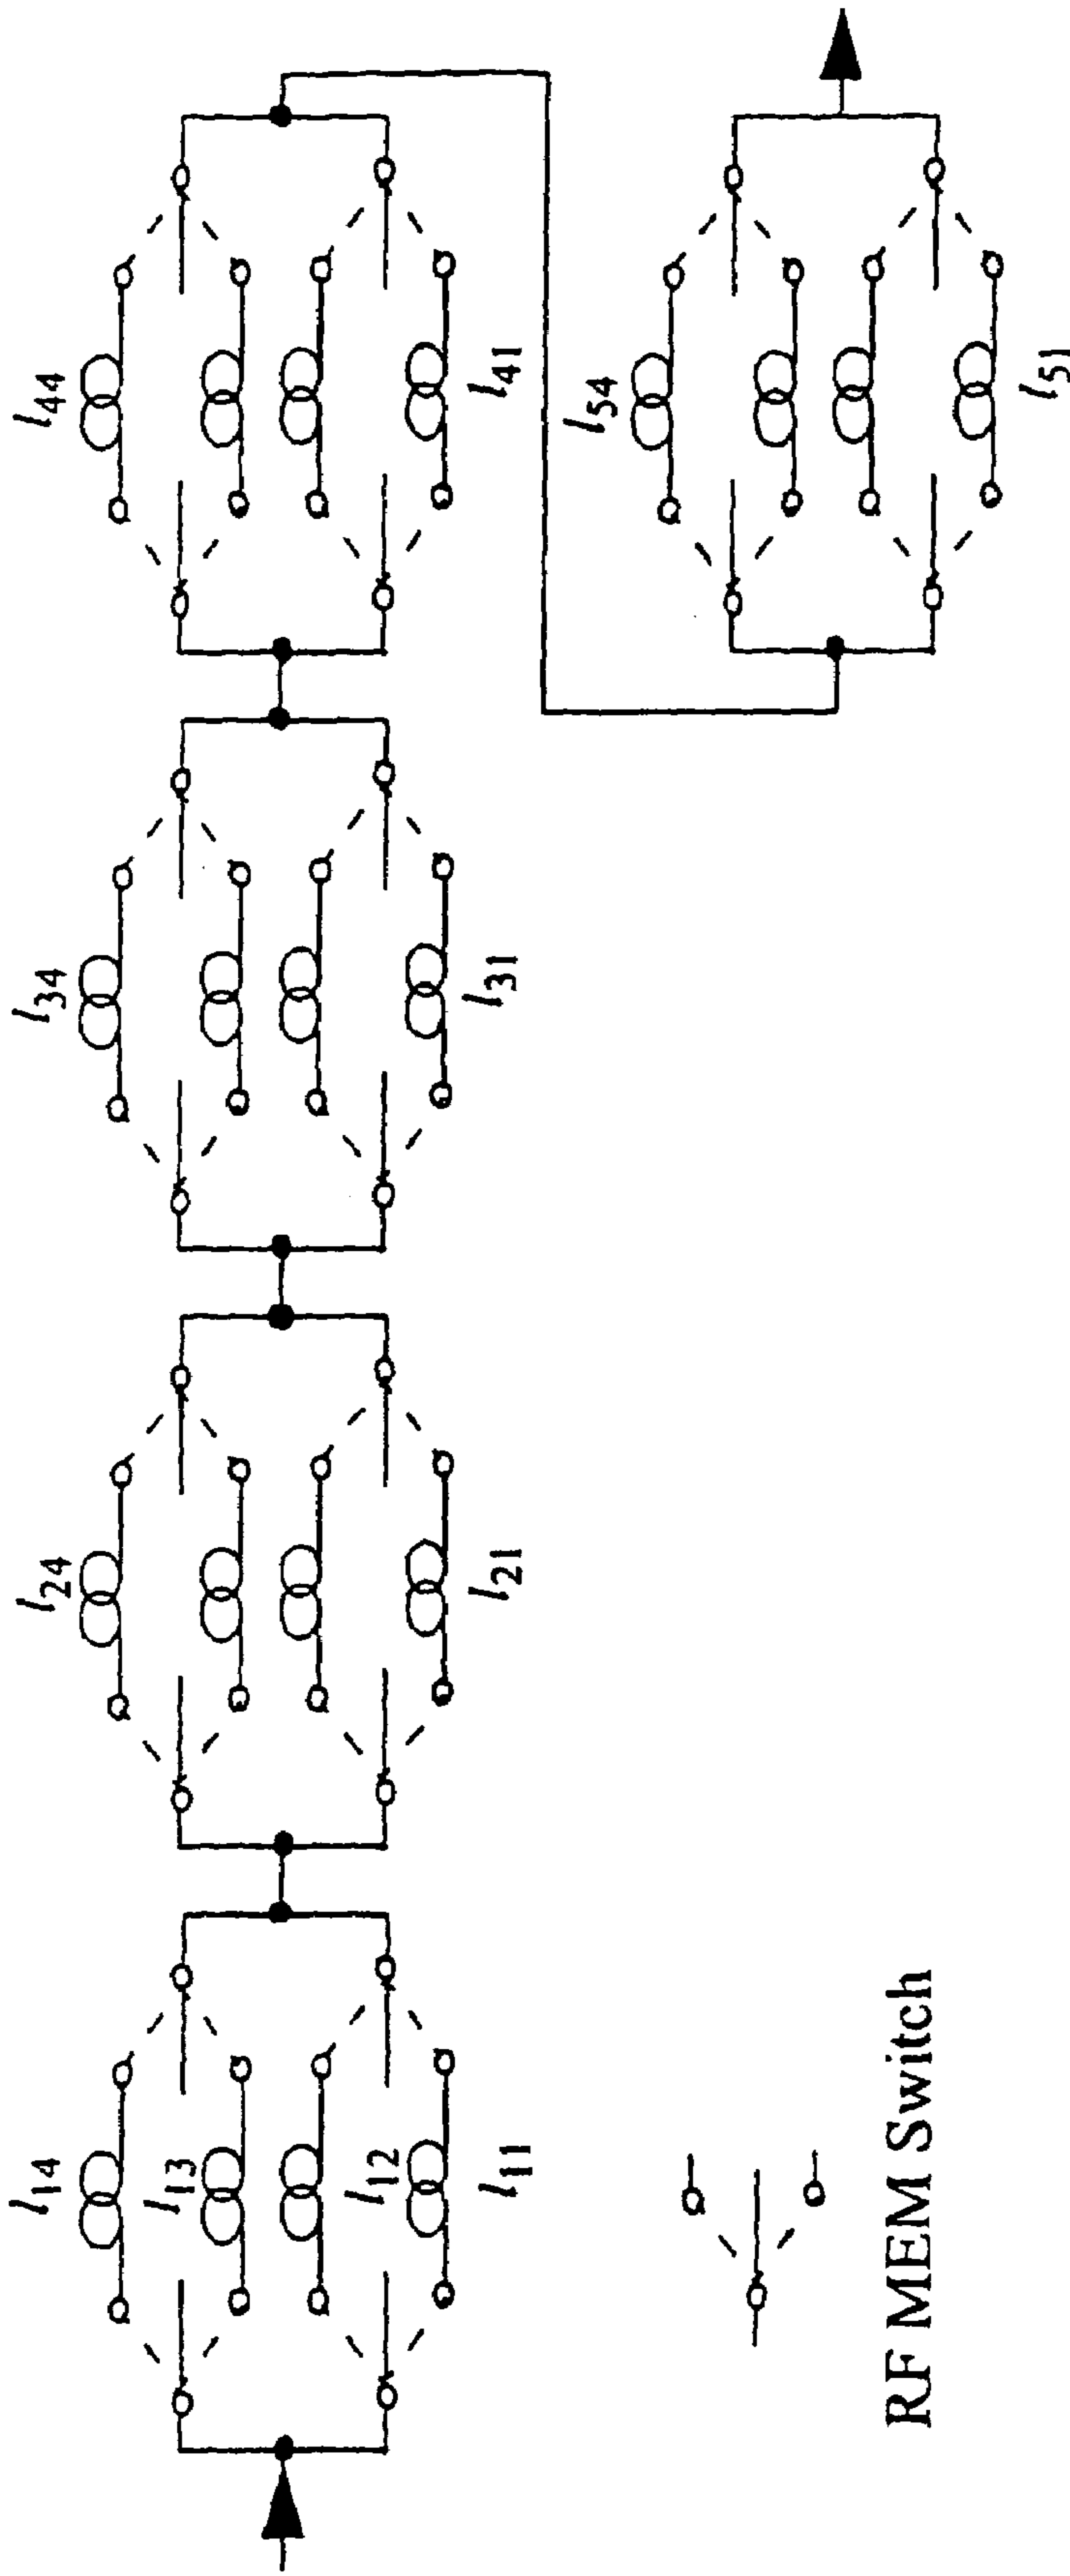 l14
l13
l12
l11
l24
l21
l34
l31
l44
l41
l54
l51
RF MEM Switch